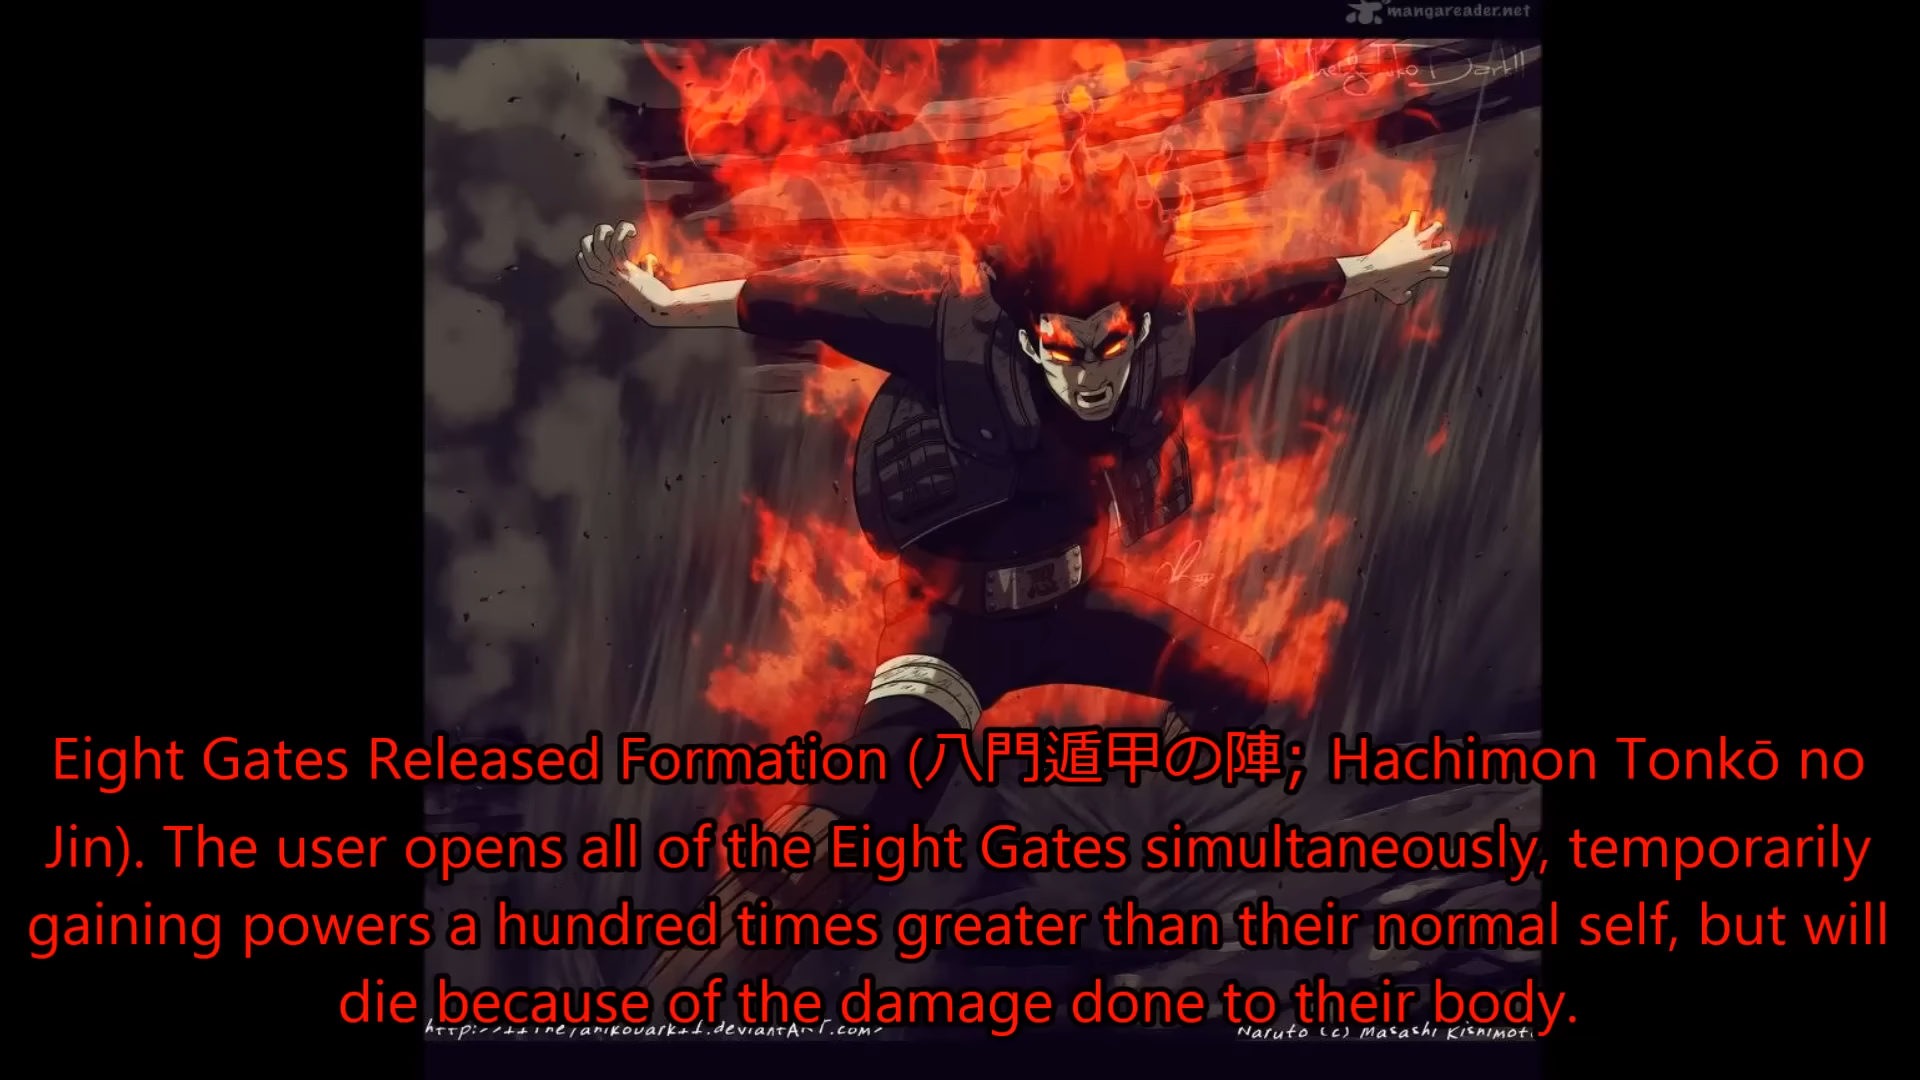 mangareader.net
Eight Gates Released Formation (八門遁甲の陣; Hachimon Tonkō no
Jin). The user opens all of the Eight Gates simultaneously, temporarily
gaining powers a hundred times greater than their normal self, but will
die because of the damage done to their body.
Naruto (c) Masashi Kishimot